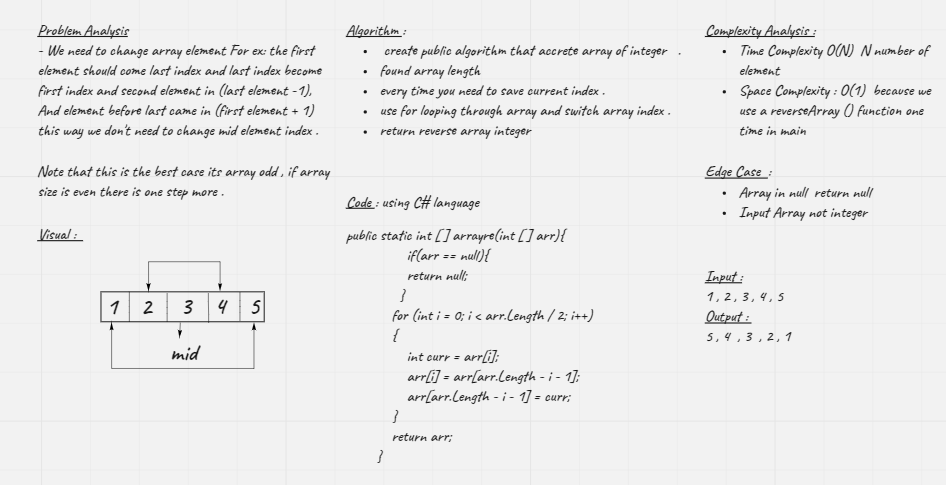 Problem Analysis
- We need to change array element For ex: the first
element should come last index and last index become
first index and second element in (last element -1),
And element before last came in (first element + 1)
this way we don't need to change mid element index .
Note that this is the best case its array odd , if array
size is even there is one step more .
Visual :
1 2 3 4 5
mid
Algorithm :
• create public algorithm that accrete array of integer .
• found array length
• every time you need to save current index .
• use for looping through array and switch array index .
• return reverse array integer
Code : using C# language
public static int [] arrayre(int [] arr){
if(arr == null){
return null;
}
for (int i = 0; i < arr.Length / 2; i++)
{
int curr = arr[i];
arr[i] = arr[arr.Length - i - 1];
arr[arr.Length - i - 1] = curr;
}
return arr;
}
Complexity Analysis :
• Time Complexity O(N) N number of
element
• Space Complexity : O(1) because we
use a reverseArray () function one
time in main
Edge Case :
• Array in null return null
• Input Array not integer
Input :
1 , 2 , 3 , 4 , 5
Output :
5 , 4 , 3 , 2 , 1